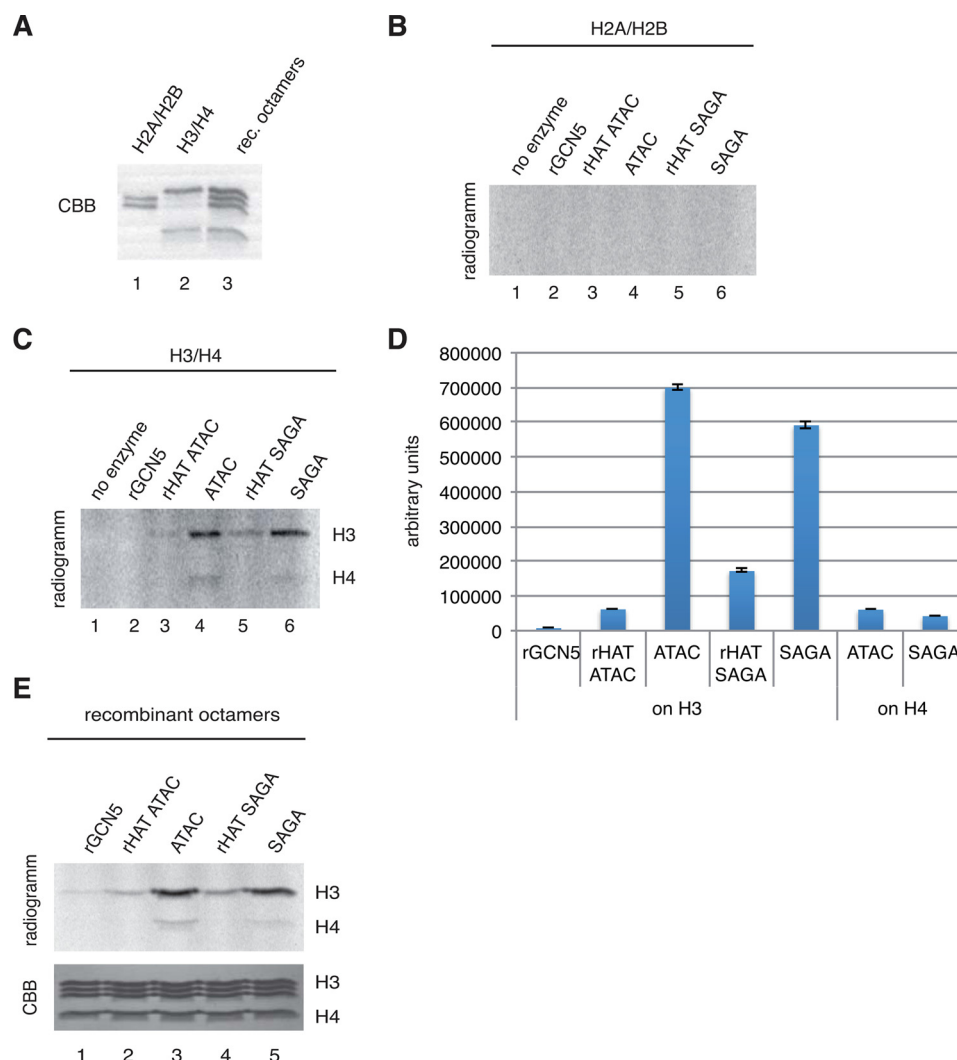 A
H2A/H2B
H3/H4
rec. octamers
CBB
1 2 3
B
H2A/H2B
no enzyme
rGCN5
rHAT ATAC
ATAC
rHAT SAGA
SAGA
radiogramm
1 2 3 4 5 6
C
H3/H4
no enzyme
rGCN5
rHAT ATAC
ATAC
rHAT SAGA
SAGA
radiogramm
H3
H4
1 2 3 4 5 6
D
arbitrary units
800000
700000
600000
500000
400000
300000
200000
100000
0
rGCN5
rHAT
ATAC
ATAC
rHAT
SAGA
SAGA
ATAC
SAGA
on H3
on H4
E
recombinant octamers
rGCN5
rHAT ATAC
ATAC
rHAT SAGA
SAGA
radiogramm
H3
H4
CBB
H3
H4
1 2 3 4 5